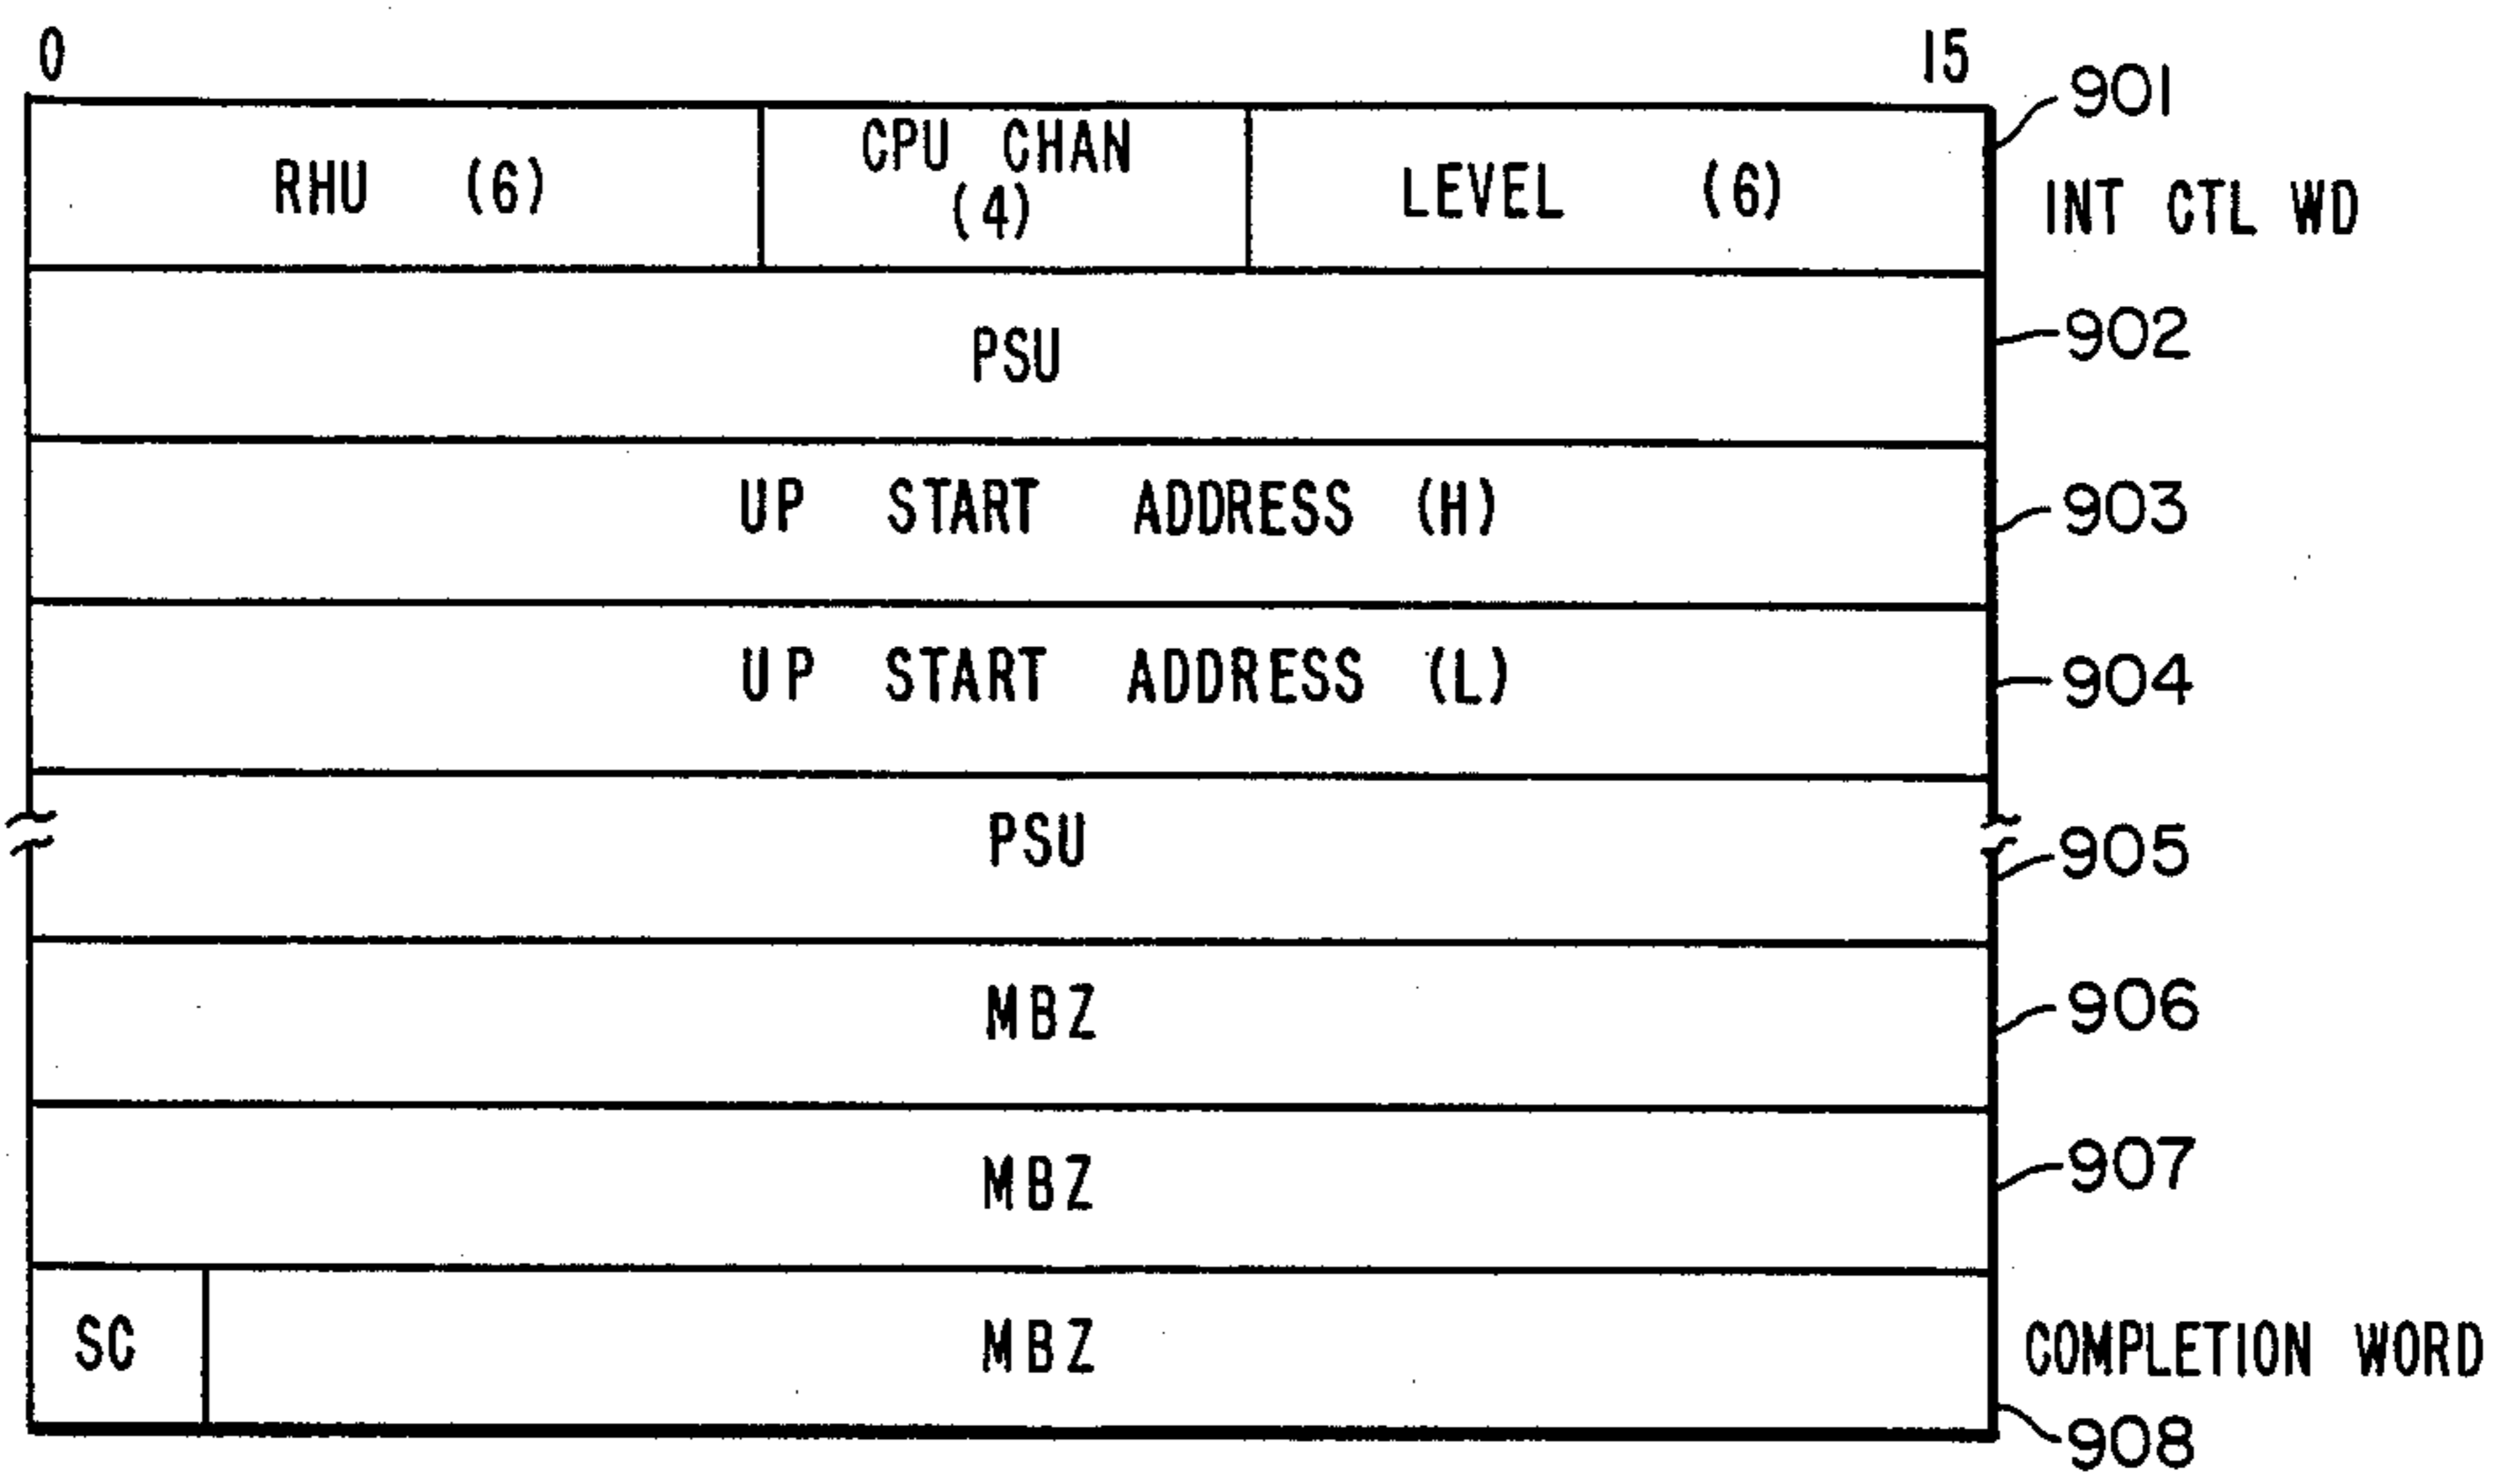 0 15
901
RHU (6) CPU CHAN (4) LEVEL (6) INT CTL WD
PSU 902
UP START ADDRESS (H) 903
UP START ADDRESS (L) 904
PSU 905
MBZ 906
MBZ 907
SC MBZ COMPLETION WORD
908